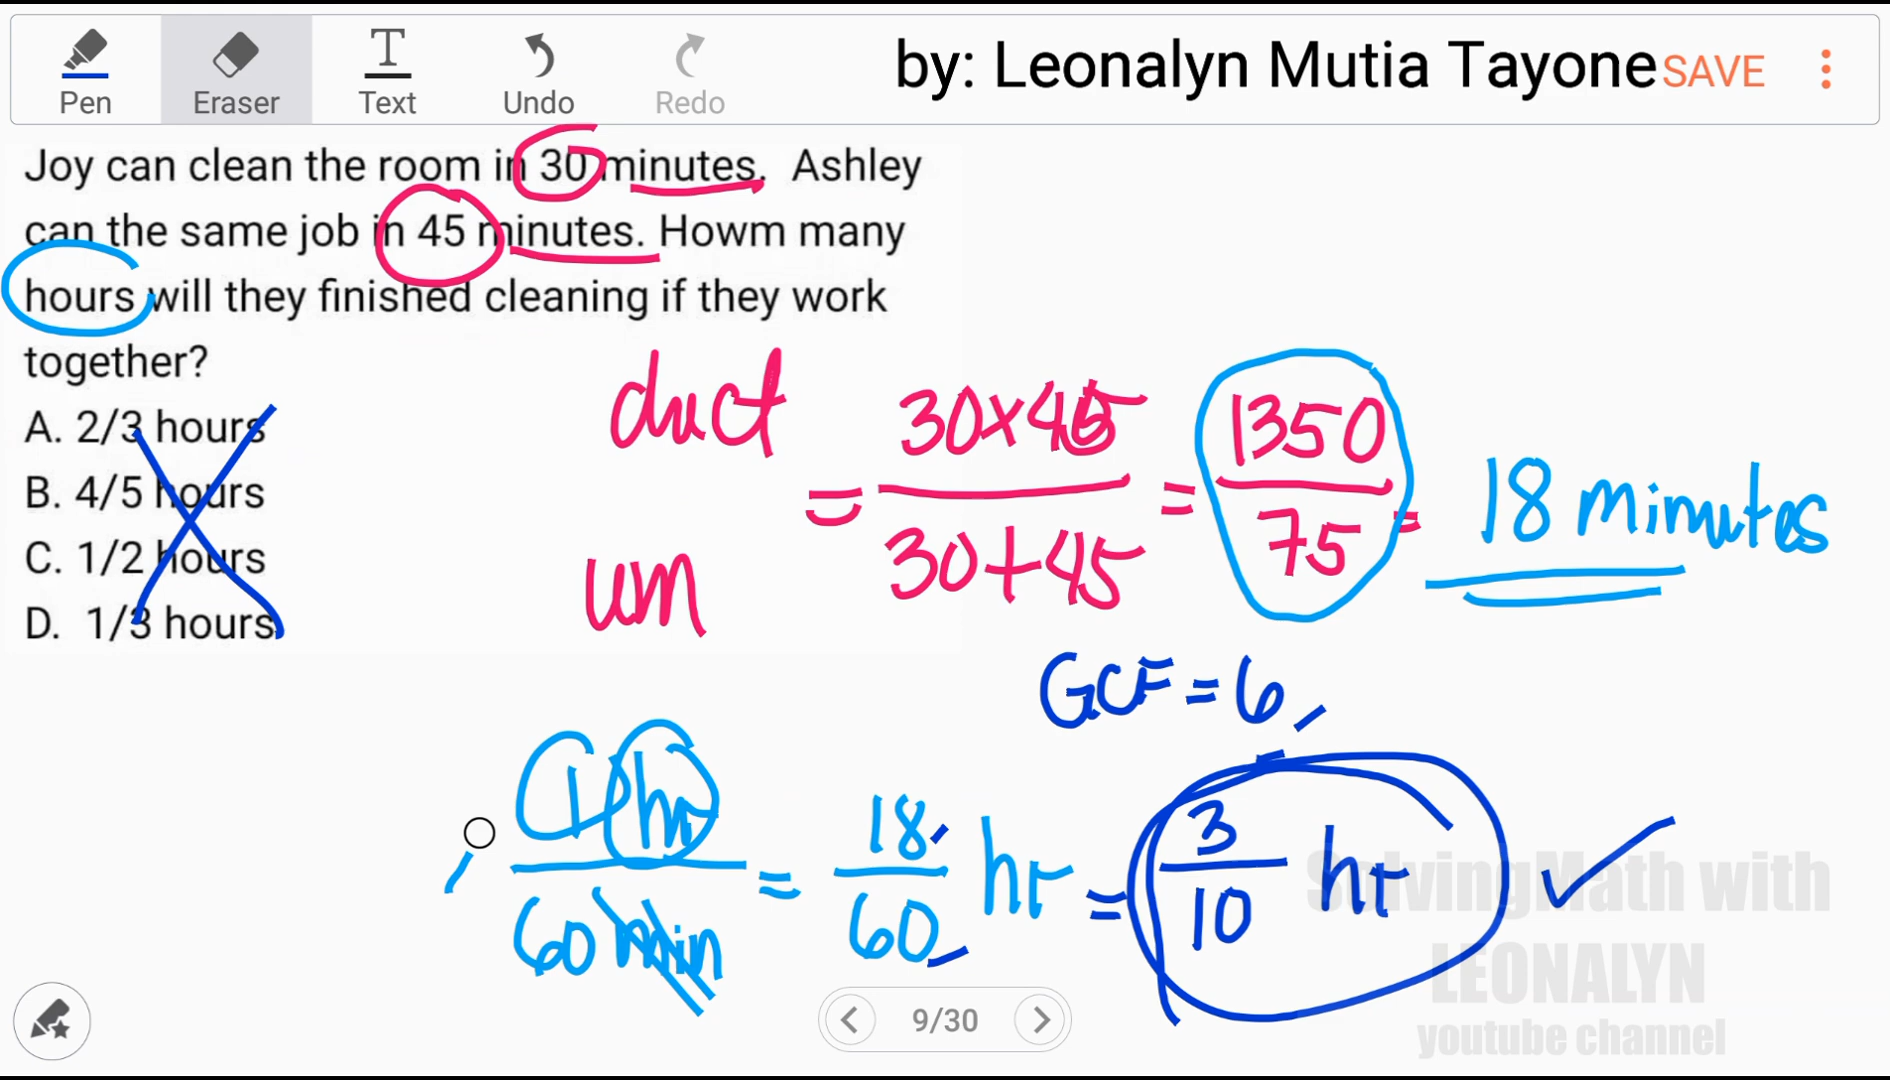 Pen
Eraser
Text
Undo
Redo
by: Leonalyn Mutia Tayone
SAVE
Joy can clean the room in 30 minutes. Ashley
can the same job in 45 minutes. Howm many
hours will they finished cleaning if they work
together?
A. 2/3 hours
B. 4/5 hours
C. 1/2 hours
D. 1/3 hours
duct
um
= 30x45 / 30+45 = 1350 / 75 = 18 minutes
GCF = 6
1 hr / 60 min = 18 / 60 hr = 3 / 10 hr
SolvingMath with
LEONALYN
youtube channel
9/30